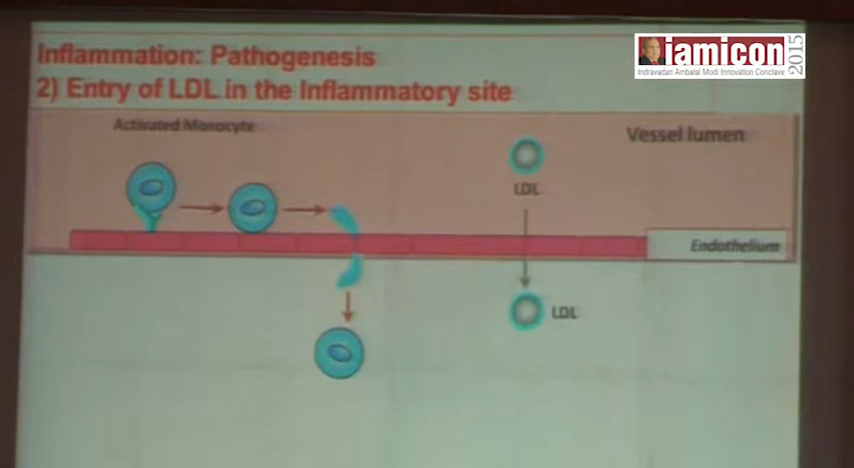 Inflammation: Pathogenesis
2) Entry of LDL in the Inflammatory site
iamicon
2015
Indravadan Ambalal Modi Innovation Conclave
Activated Monocyte
Vessel lumen
LDL
Endothelium
LDL